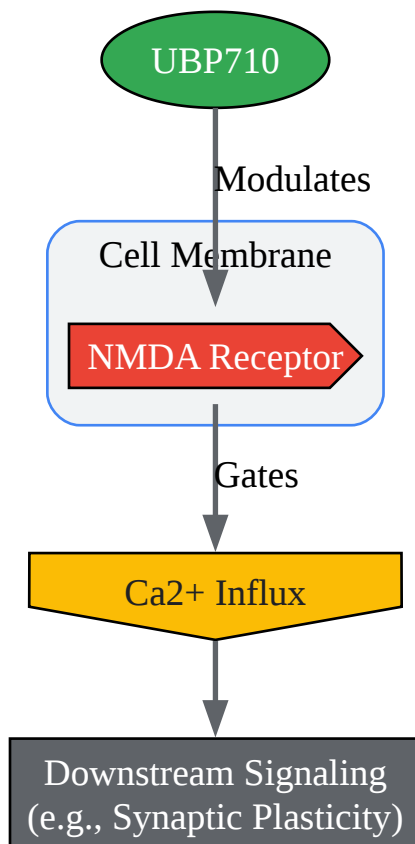 UBP710
Modulates
Cell Membrane
NMDA Receptor
Gates
Ca2+ Influx
Downstream Signaling
(e.g., Synaptic Plasticity)